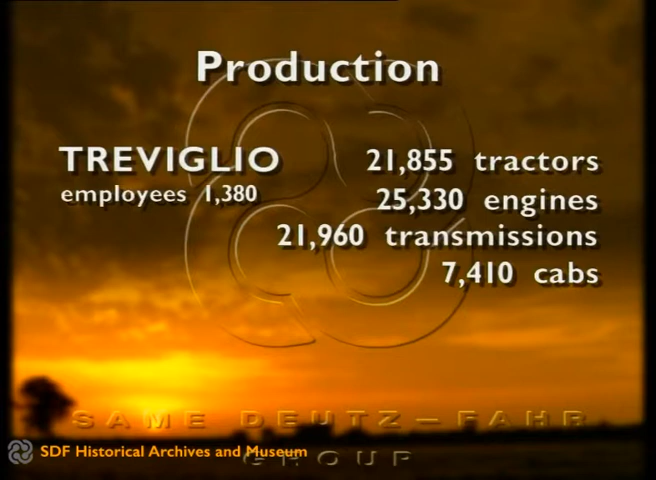 Production
TREVIGLIO
employees 1,380
21,855 tractors
25,330 engines
21,960 transmissions
7,410 cabs
SAME DEUTZ-FAHR
GROUP
SDF Historical Archives and Museum